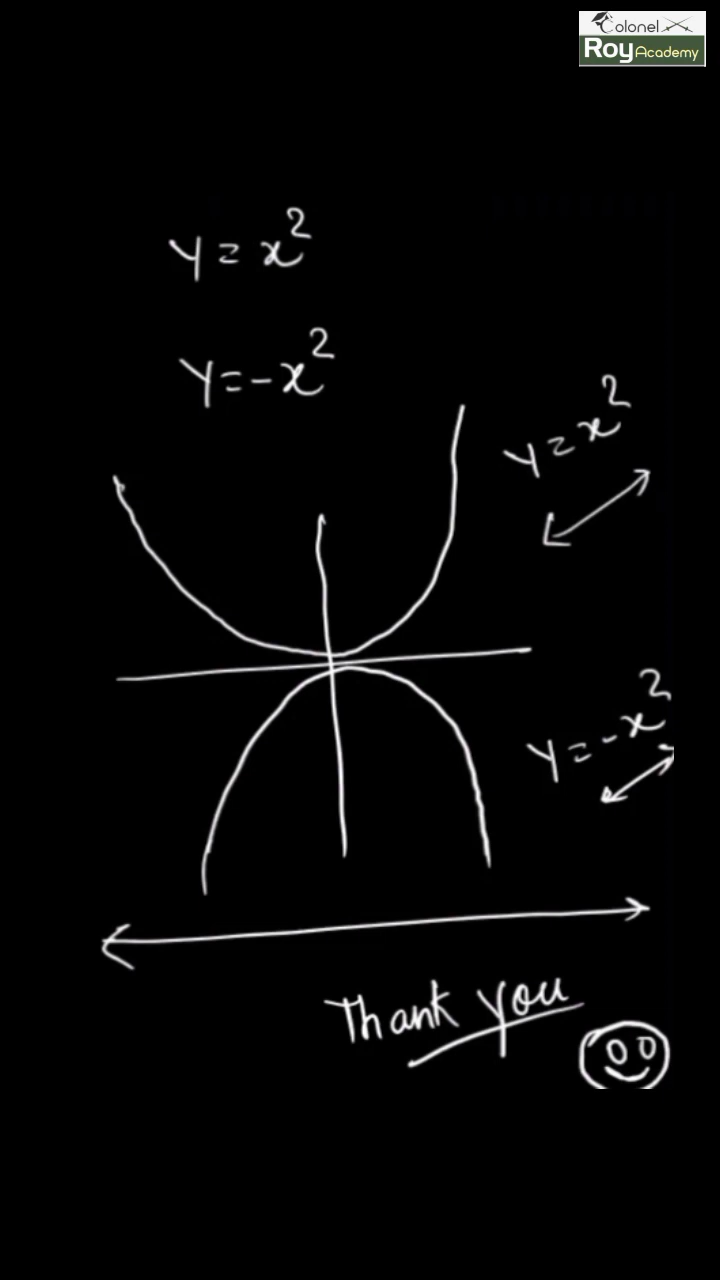 Colonel
Roy Academy
y = x²
y = -x²
y = x²
y = -x²
Thank you